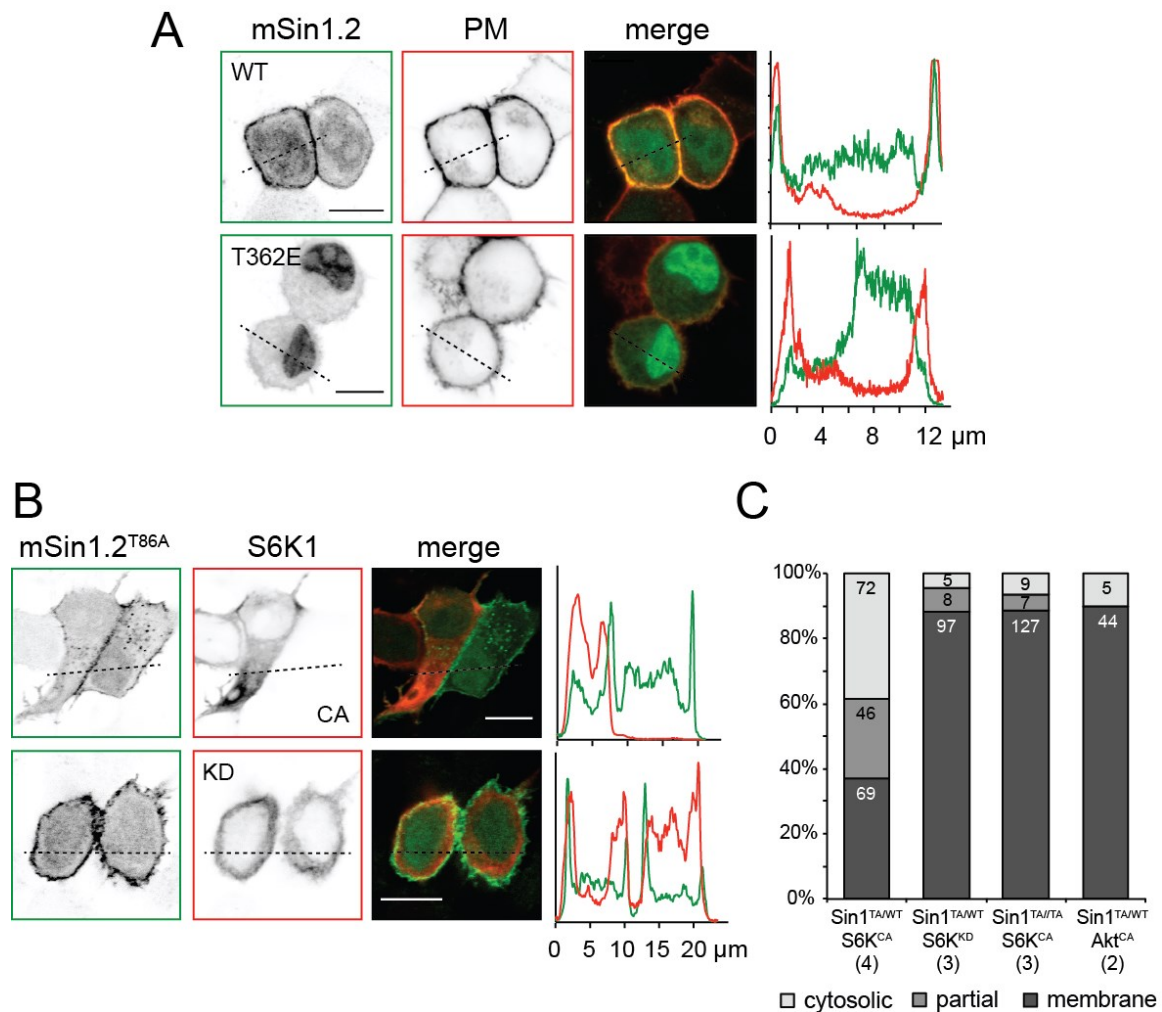 A
mSin1.2 PM merge
WT
T362E
0 4 8 12 µm
B
mSin1.2T86A S6K1 merge
CA
KD
0 5 10 15 20 µm
C
100%
80%
60%
40%
20%
0%
72 5 9 5
46 8 7
69 97 127 44
Sin1TA/WT Sin1TA/WT Sin1TA//TA Sin1TA/WT
S6KCA S6KKD S6KCA AktCA
(4) (3) (3) (2)
cytosolic partial membrane